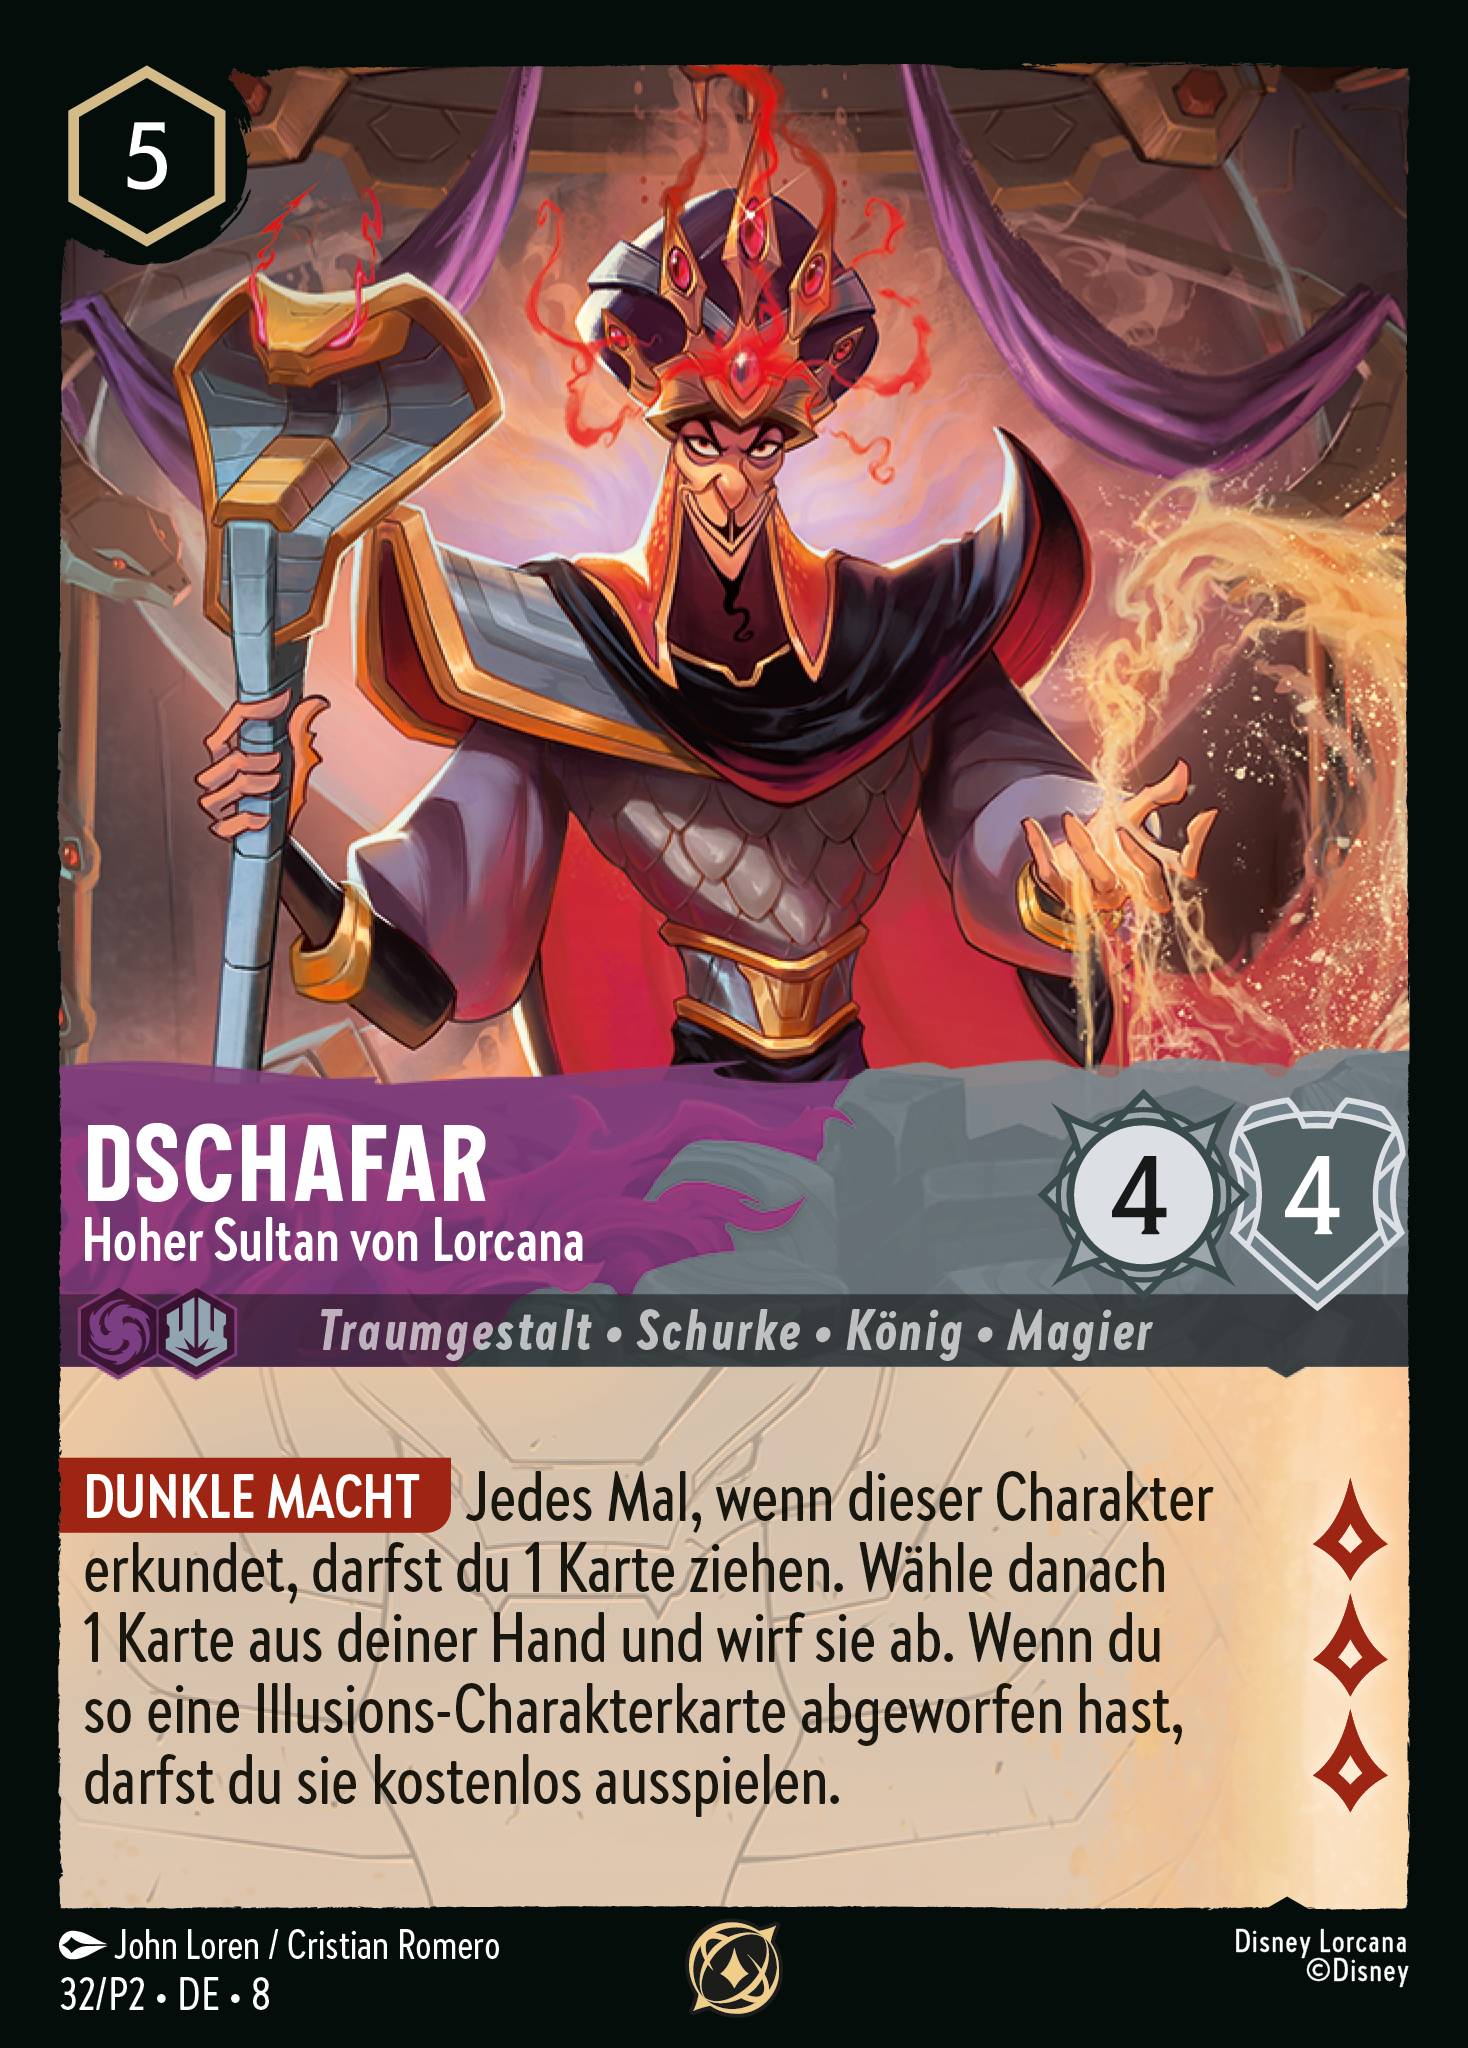 5
DSCHAFAR
Hoher Sultan von Lorcana
4 4
Traumgestalt • Schurke • König • Magier
DUNKLE MACHT Jedes Mal, wenn dieser Charakter
erkundet, darfst du 1 Karte ziehen. Wähle danach
1 Karte aus deiner Hand und wirf sie ab. Wenn du
so eine Illusions-Charakterkarte abgeworfen hast,
darfst du sie kostenlos ausspielen.
John Loren / Cristian Romero
32/P2 • DE • 8
Disney Lorcana
©Disney